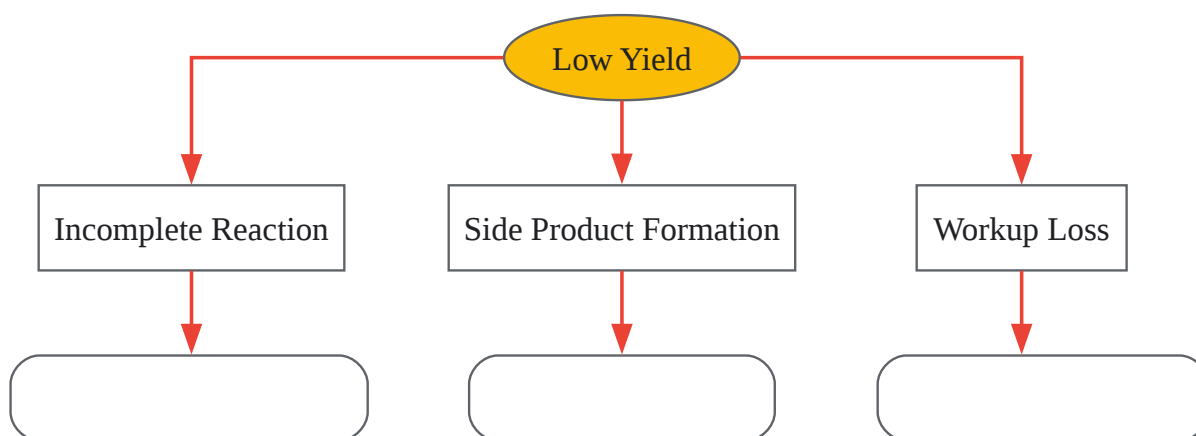 Low Yield
Incomplete Reaction
Side Product Formation
Workup Loss